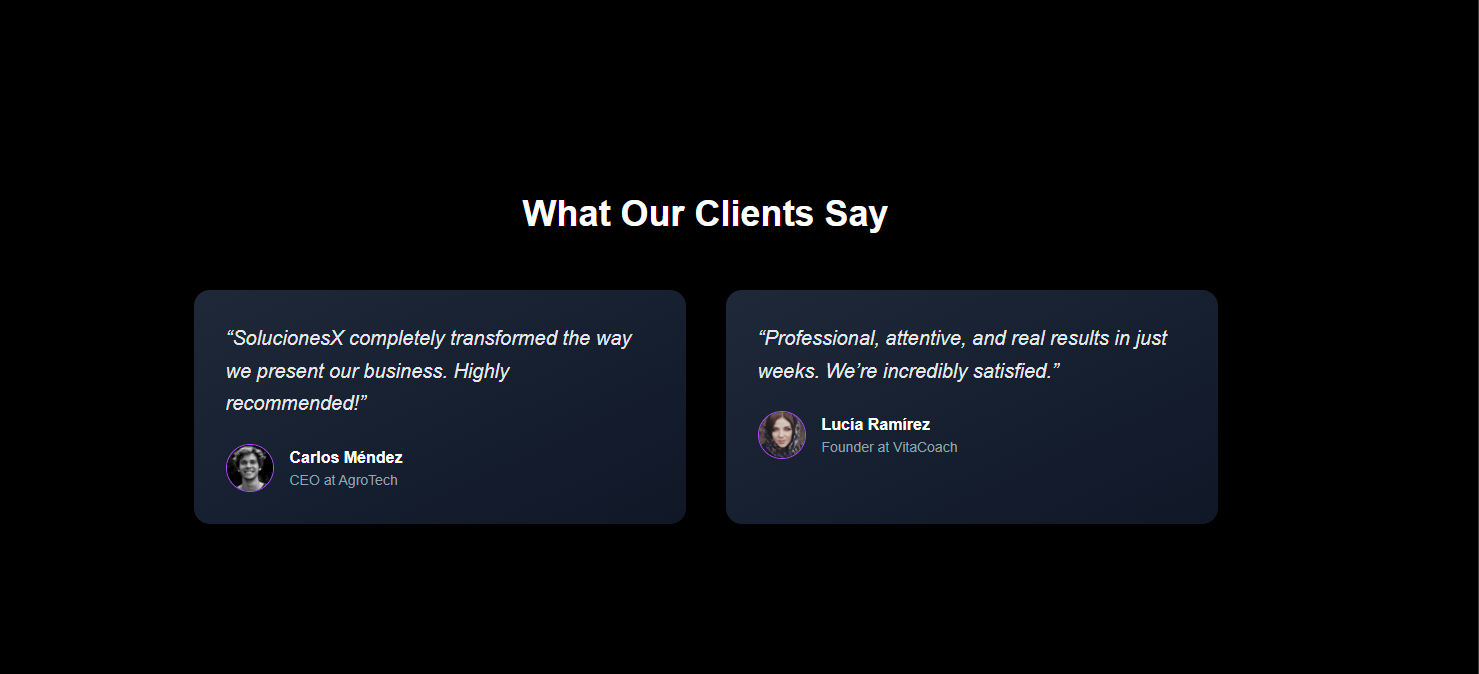 What Our Clients Say
“SolucionesX completely transformed the way
we present our business. Highly
recommended!”
Carlos Méndez
CEO at AgroTech
“Professional, attentive, and real results in just
weeks. We’re incredibly satisfied.”
Lucía Ramírez
Founder at VitaCoach